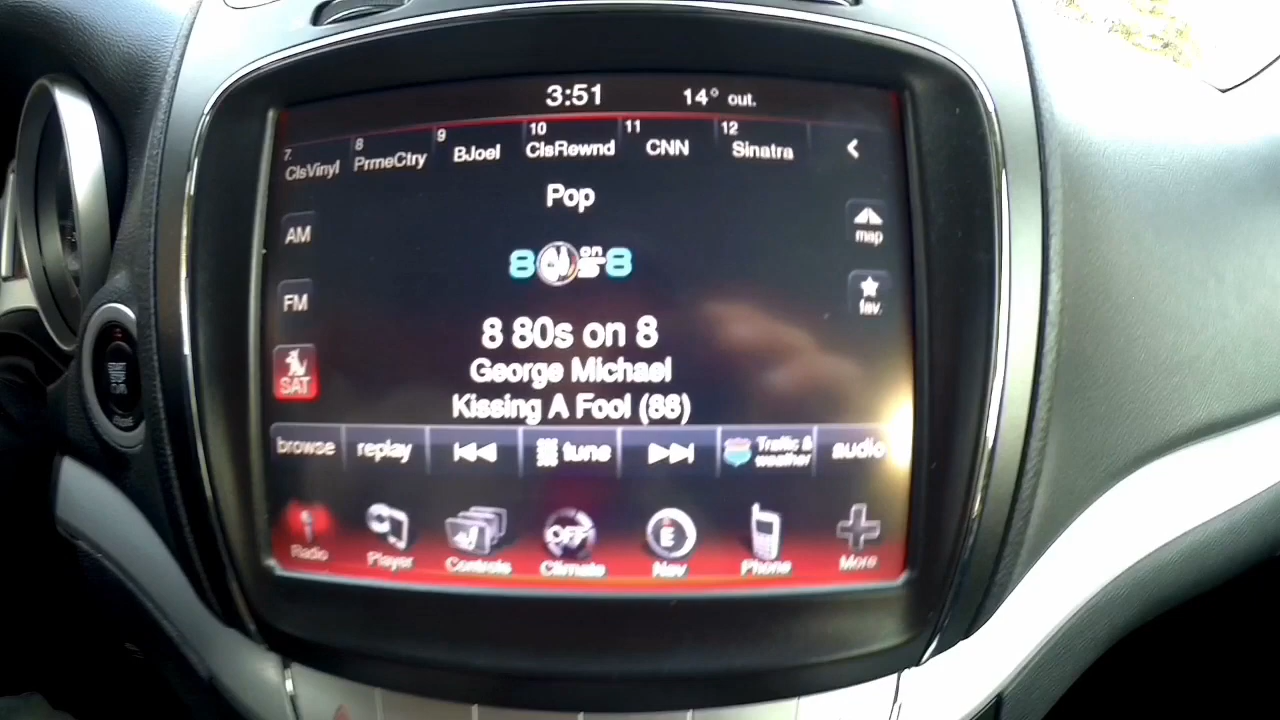 3:51 14° out.
7 ClsVinyl 8 PrmeCtry 9 BJoel 10 ClsRewnd 11 CNN 12 Sinatra
Pop
map
AM
8 on 8
fav.
FM
8 80s on 8
George Michael
SAT
Kissing A Fool (88)
browse replay tune Traffic & weather audio
OFF E
Radio Player Controls Climate Nav Phone More